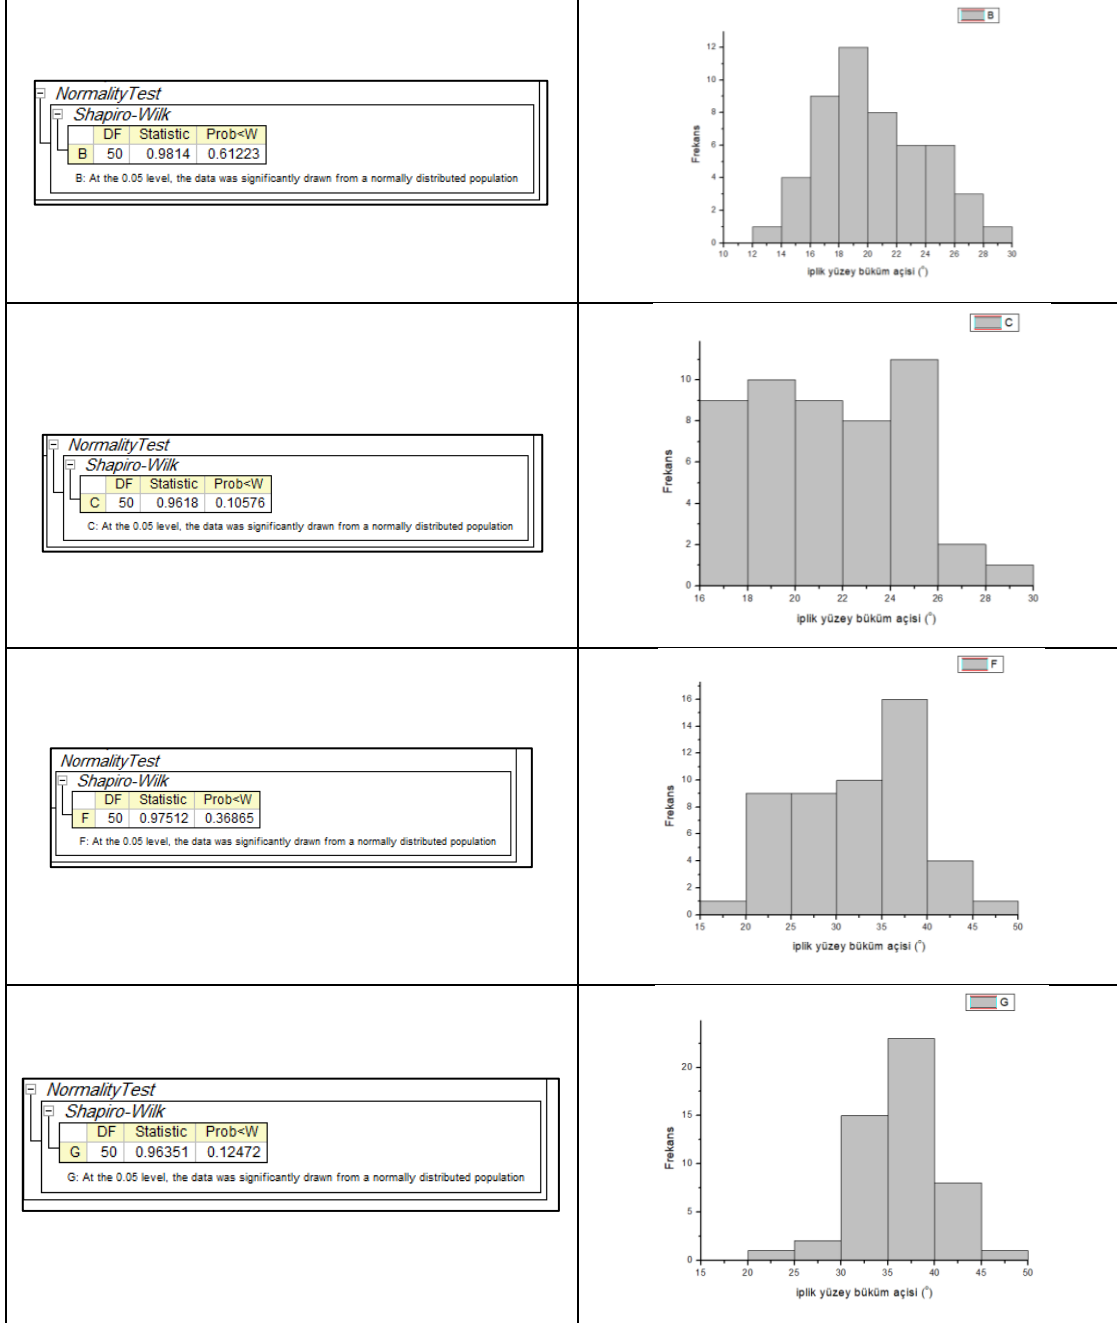 NormalityTest
Shapiro-Wilk
DF Statistic Prob<W
B 50 0.9814 0.61223
B: At the 0.05 level, the data was significantly drawn from a normally distributed population
B
Frekans
12
10
8
6
4
2
0
10 12 14 16 18 20 22 24 26 28 30
iplik yüzey büküm açisi (°)
NormalityTest
Shapiro-Wilk
DF Statistic Prob<W
C 50 0.9618 0.10576
C: At the 0.05 level, the data was significantly drawn from a normally distributed population
C
Frekans
10
8
6
4
2
0
16 18 20 22 24 26 28 30
iplik yüzey büküm açisi (°)
NormalityTest
Shapiro-Wilk
DF Statistic Prob<W
F 50 0.97512 0.36865
F: At the 0.05 level, the data was significantly drawn from a normally distributed population
F
Frekans
16
14
12
10
8
6
4
2
0
15 20 25 30 35 40 45 50
iplik yüzey büküm açisi (°)
NormalityTest
Shapiro-Wilk
DF Statistic Prob<W
G 50 0.96351 0.12472
G: At the 0.05 level, the data was significantly drawn from a normally distributed population
G
Frekans
20
15
10
5
0
15 20 25 30 35 40 45 50
iplik yüzey büküm açisi (°)